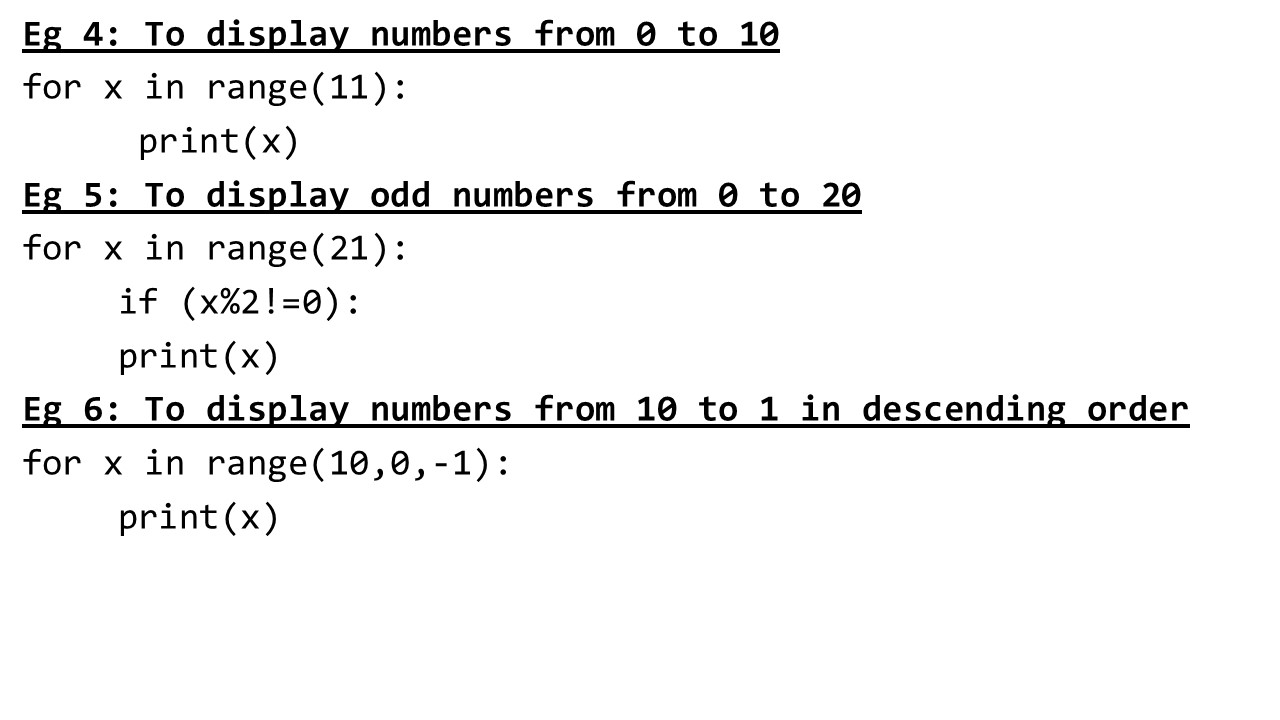 Eg 4: To display numbers from 0 to 10
for x in range(11):
print(x)
Eg 5: To display odd numbers from 0 to 20
for x in range(21):
if (x%2!=0):
print(x)
Eg 6: To display numbers from 10 to 1 in descending order
for x in range(10,0,-1):
print(x)